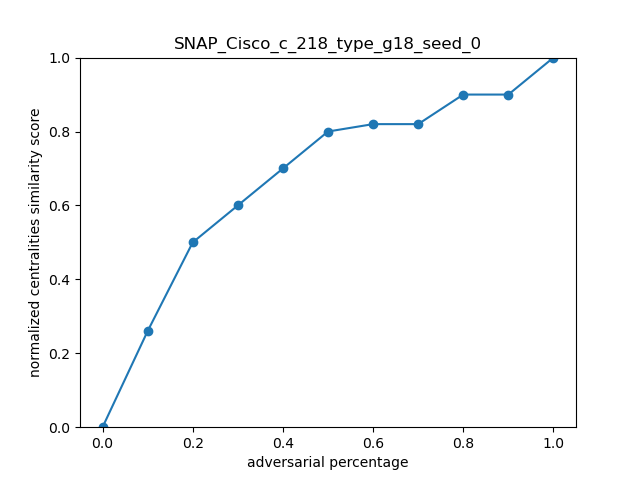 SNAP_Cisco_c_218_type_g18_seed_0
normalized centralities similarity score
1.0
0.8
0.6
0.4
0.2
0.0
0.0 0.2 0.4 0.6 0.8 1.0
adversarial percentage